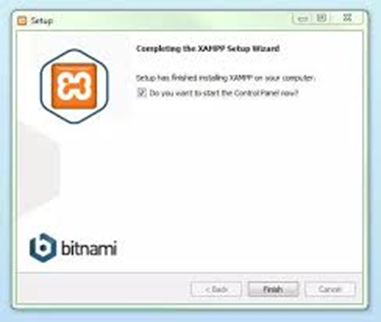 Setup
Completing the XAMPP Setup Wizard
Setup has finished installing XAMPP on your computer.
Do you want to start the Control Panel now?
bitnami
< Back
Finish
Cancel